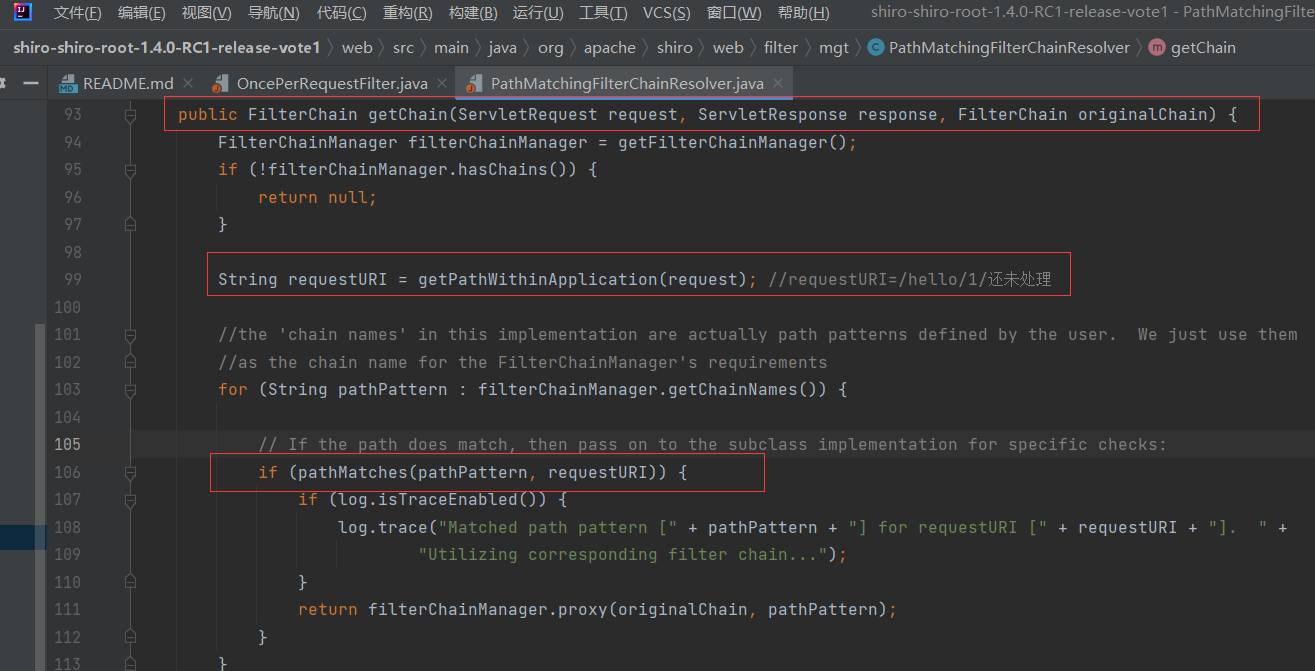 文件(F) 编辑(E) 视图(V) 导航(N) 代码(C) 重构(R) 构建(B) 运行(U) 工具(T) VCS(S) 窗口(W) 帮助(H) shiro-shiro-root-1.4.0-RC1-release-vote1 - PathMatchingFilte
shiro-shiro-root-1.4.0-RC1-release-vote1 web src main java org apache shiro web filter mgt C PathMatchingFilterChainResolver m getChain
MD README.md OncePerRequestFilter.java PathMatchingFilterChainResolver.java
93 public FilterChain getChain(ServletRequest request, ServletResponse response, FilterChain originalChain) {
94 FilterChainManager filterChainManager = getFilterChainManager();
95 if (!filterChainManager.hasChains()) {
96 return null;
97 }
98
99 String requestURI = getPathWithinApplication(request); //requestURI=/hello/1/还未处理
100
101 //the 'chain names' in this implementation are actually path patterns defined by the user.  We just use them
102 //as the chain name for the FilterChainManager's requirements
103 for (String pathPattern : filterChainManager.getChainNames()) {
104
105 // If the path does match, then pass on to the subclass implementation for specific checks:
106 if (pathMatches(pathPattern, requestURI)) {
107 if (log.isTraceEnabled()) {
108 log.trace("Matched path pattern [" + pathPattern + "] for requestURI [" + requestURI + "].  " +
109 "Utilizing corresponding filter chain...");
110 }
111 return filterChainManager.proxy(originalChain, pathPattern);
112 }
113 }